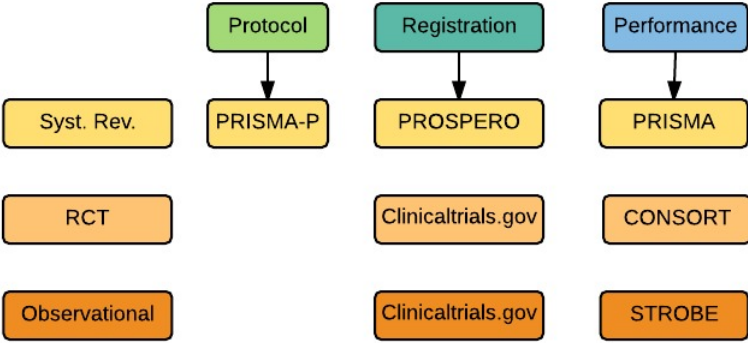 Protocol
Registration
Performance
Syst. Rev.
PRISMA-P
PROSPERO
PRISMA
RCT
Clinicaltrials.gov
CONSORT
Observational
Clinicaltrials.gov
STROBE